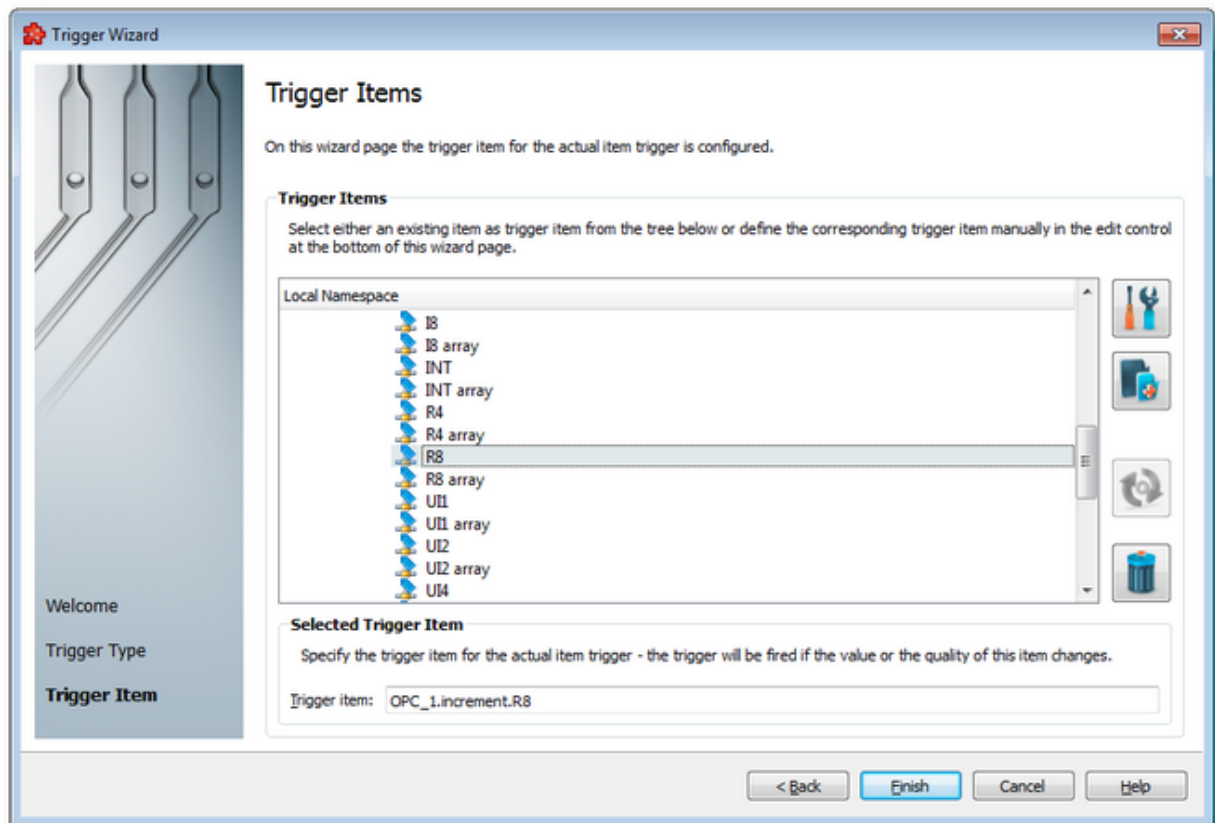 Trigger Wizard
Trigger Items
On this wizard page the trigger item for the actual item trigger is configured.
Trigger Items
Select either an existing item as trigger item from the tree below or define the corresponding trigger item manually in the edit control
at the bottom of this wizard page.
Local Namespace
I8
I8 array
INT
INT array
R4
R4 array
R8
R8 array
UI1
UI1 array
UI2
UI2 array
UI4
Welcome
Trigger Type
Trigger Item
Selected Trigger Item
Specify the trigger item for the actual item trigger - the trigger will be fired if the value or the quality of this item changes.
Trigger item: OPC_1.increment.R8
< Back Finish Cancel Help